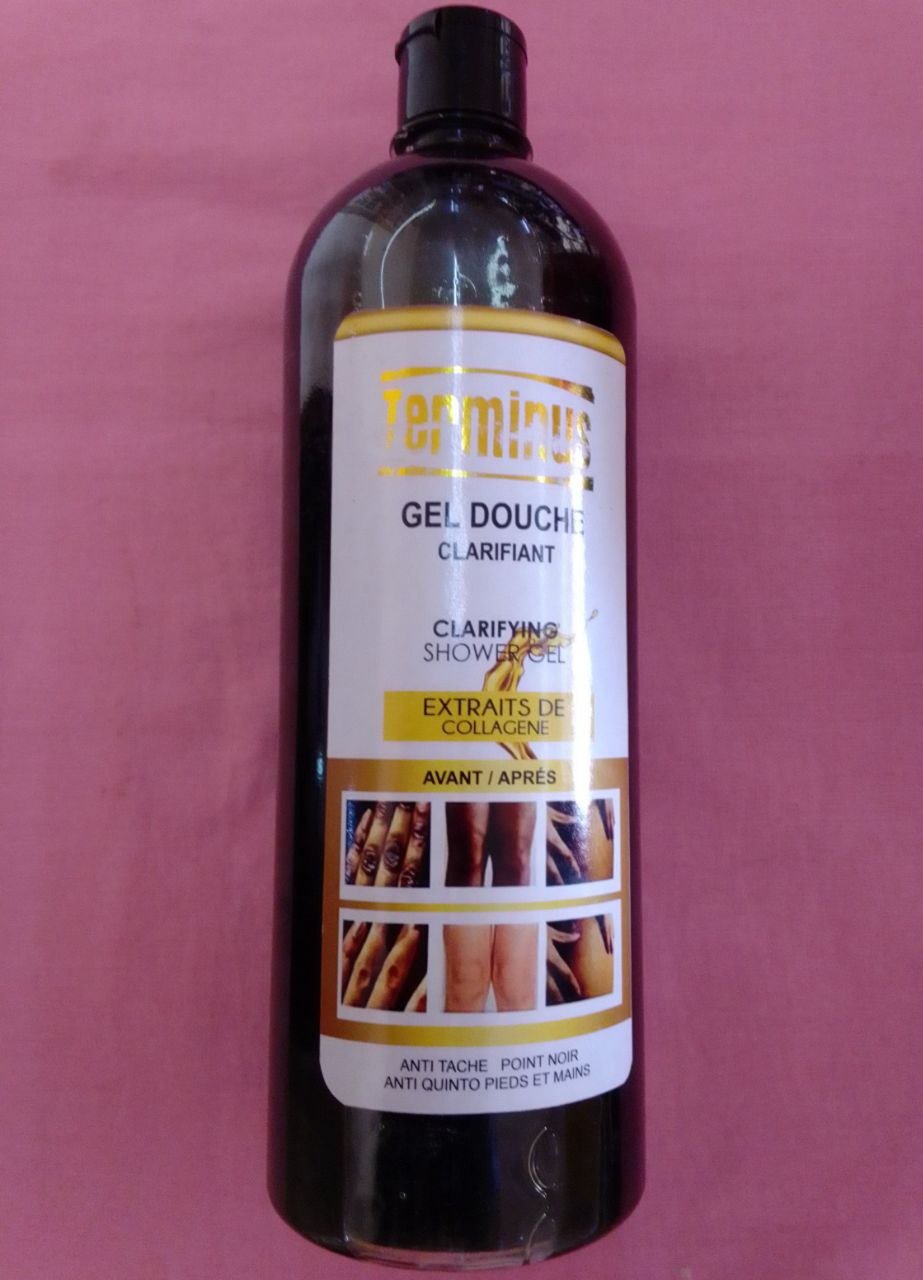 Terminus
GEL DOUCHE
CLARIFIANT
CLARIFYING
SHOWER GEL
EXTRAITS DE
COLLAGENE
AVANT / APRÉS
ANTI TACHE POINT NOIR
ANTI QUINTO PIEDS ET MAINS